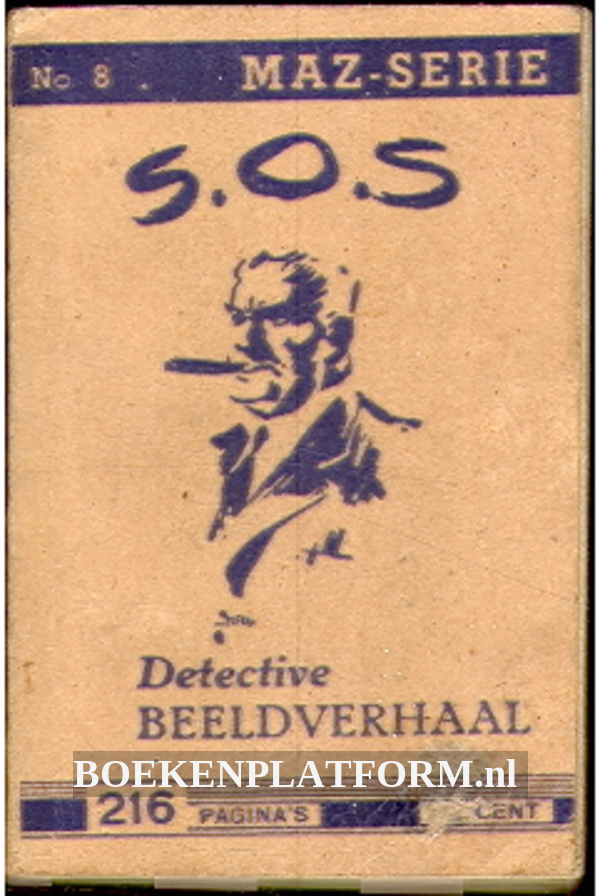 No. 8 MAZ-SERIE
S.O.S
Detective
BEELDVERHAAL
BOEKENPLATFORM.nl
216 PAGINA'S CENT